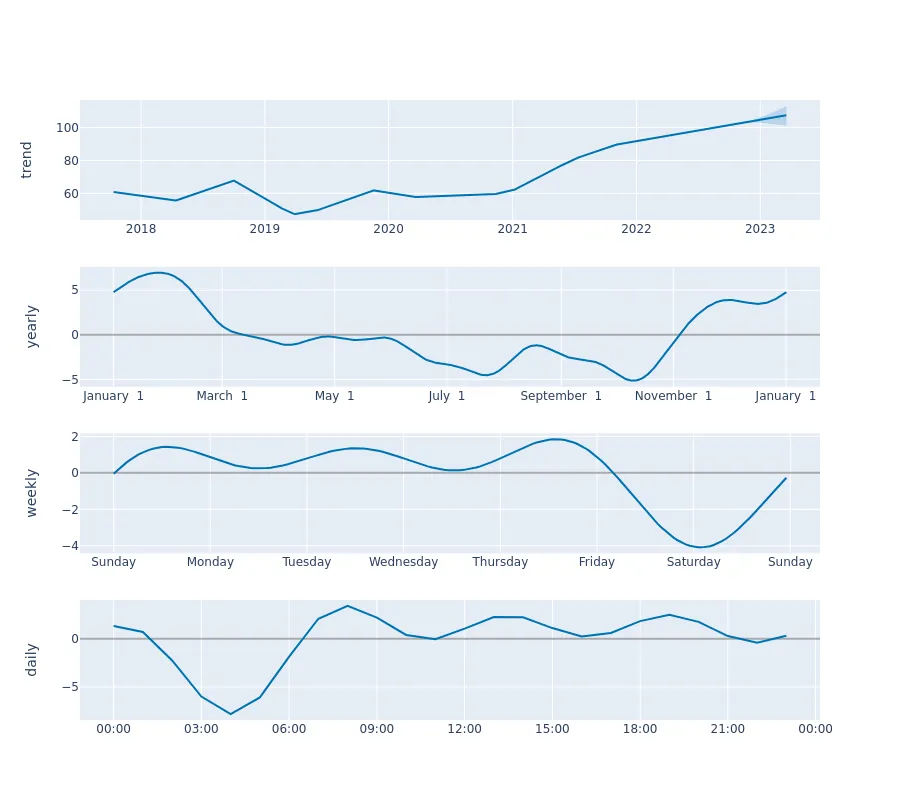 trend
100
80
60
2018 2019 2020 2021 2022 2023
yearly
5
0
−5
January 1 March 1 May 1 July 1 September 1 November 1 January 1
weekly
2
0
−2
−4
Sunday Monday Tuesday Wednesday Thursday Friday Saturday Sunday
daily
0
−5
00:00 03:00 06:00 09:00 12:00 15:00 18:00 21:00 00:00